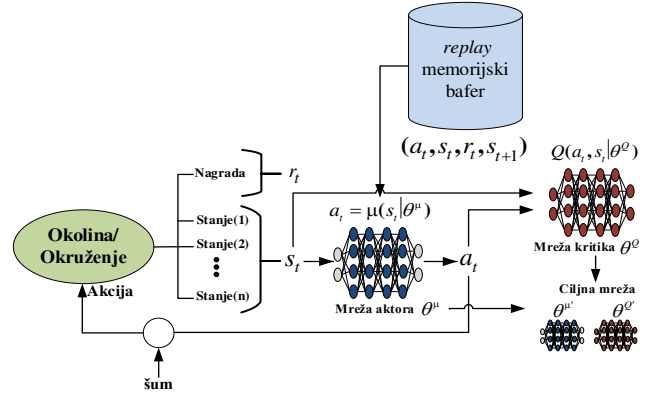 replay
memorijski
bafer
(a_t, s_t, r_t, s_{t+1})
Q(a_t, s_t|θ^Q)
Nagrada
r_t
a_t = μ(s_t|θ^μ)
Stanje(1)
Okolina/
Okruženje
Stanje(2)
s_t
a_t
Mreža kritika θ^Q
Stanje(n)
Akcija
Mreža aktora θ^μ
Ciljna mreža
θ^{μ'} θ^{Q'}
šum